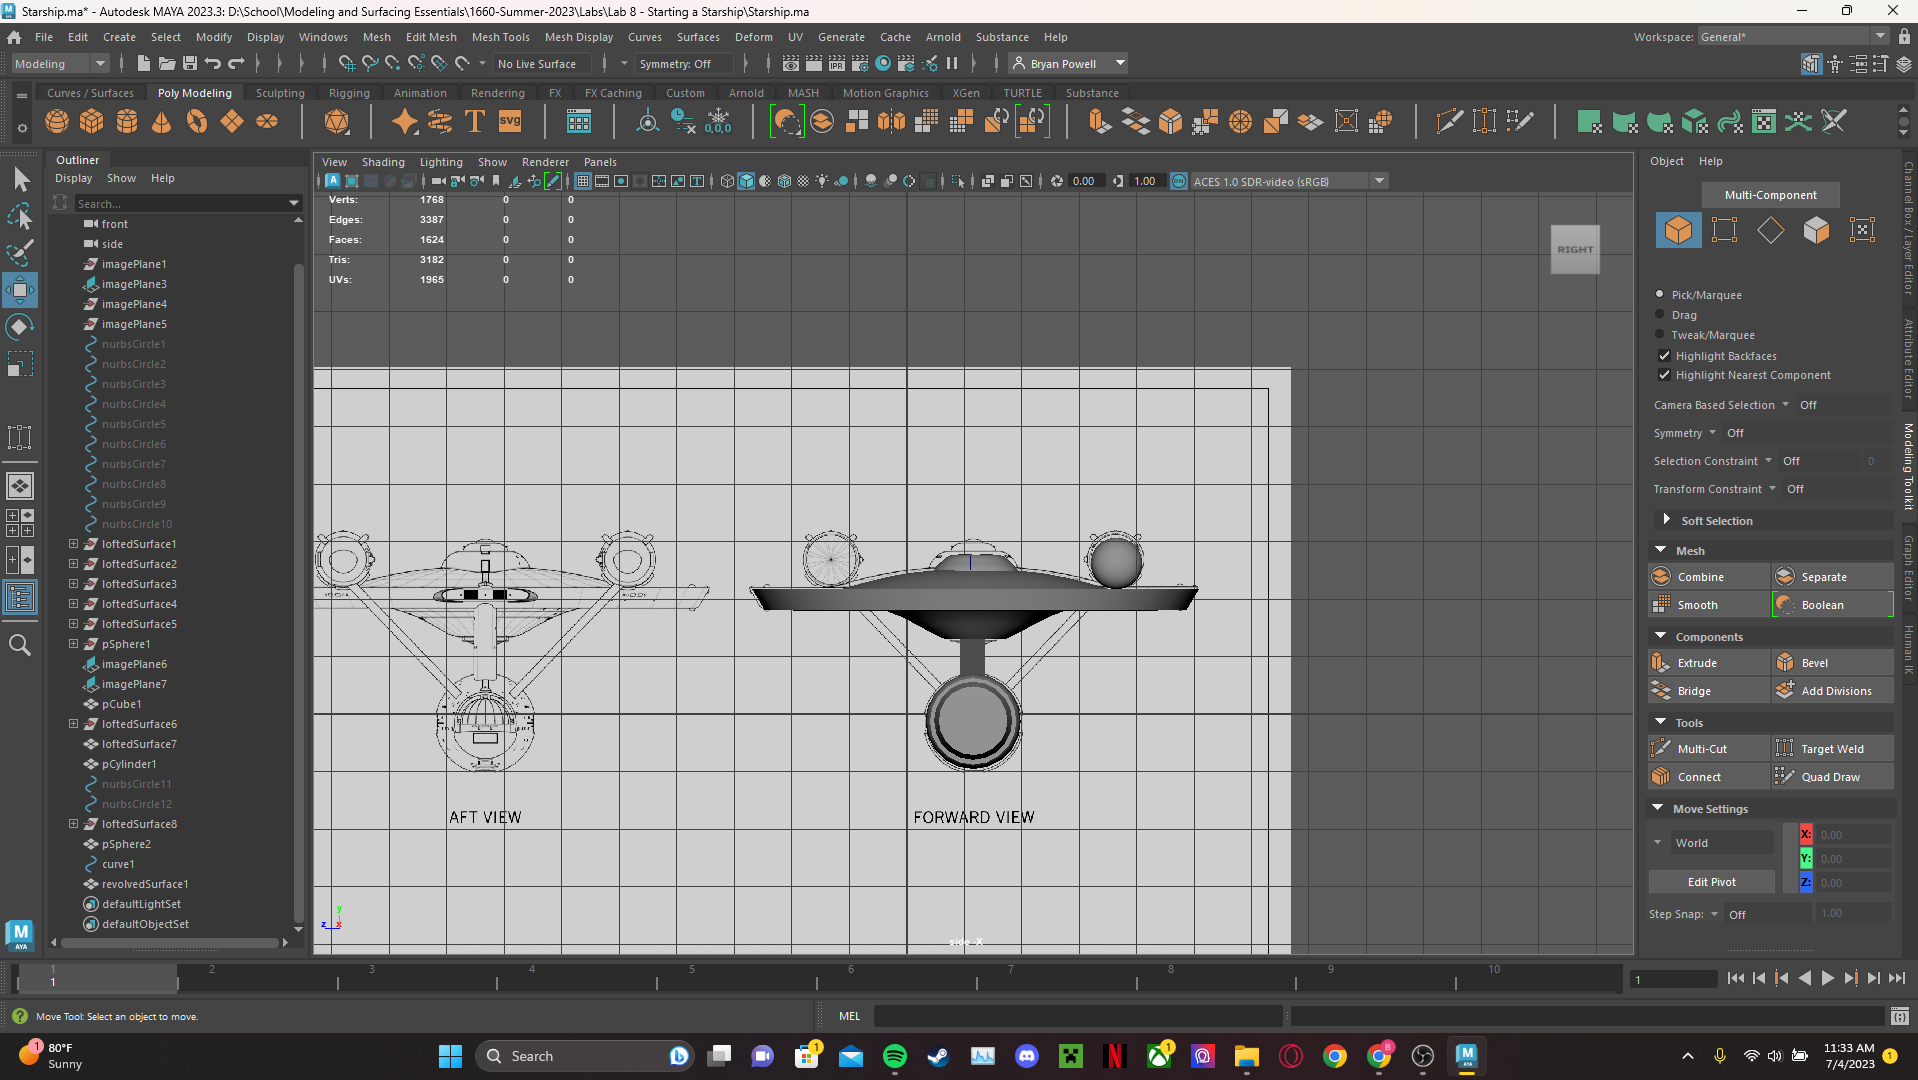 Starship.ma* - Autodesk MAYA 2023.3: D:\School\Modeling and Surfacing Essentials\1660-Summer-2023\Labs\Lab 8 - Starting a Starship\Starship.ma
File Edit Create Select Modify Display Windows Mesh Edit Mesh Mesh Tools Mesh Display Curves Surfaces Deform UV Generate Cache Arnold Substance Help
Workspace: General*
Modeling
No Live Surface
Symmetry: Off
IPR
Bryan Powell
Curves / Surfaces Poly Modeling Sculpting Rigging Animation Rendering FX FX Caching Custom Arnold MASH Motion Graphics XGen TURTLE Substance
T
svg
0,0,0
Outliner
Display Show Help
Search...
front
side
imagePlane1
imagePlane3
imagePlane4
imagePlane5
nurbsCircle1
nurbsCircle2
nurbsCircle3
nurbsCircle4
nurbsCircle5
nurbsCircle6
nurbsCircle7
nurbsCircle8
nurbsCircle9
nurbsCircle10
loftedSurface1
loftedSurface2
loftedSurface3
loftedSurface4
loftedSurface5
pSphere1
imagePlane6
imagePlane7
pCube1
loftedSurface6
loftedSurface7
pCylinder1
nurbsCircle11
nurbsCircle12
loftedSurface8
pSphere2
curve1
revolvedSurface1
defaultLightSet
defaultObjectSet
M
AYA
View Shading Lighting Show Renderer Panels
0.00
1.00
ON
ACES 1.0 SDR-video (sRGB)
Verts: 1768 0 0
Edges: 3387 0 0
Faces: 1624 0 0
Tris: 3182 0 0
UVs: 1965 0 0
RIGHT
AFT VIEW
FORWARD VIEW
y
z
x
side -X
Object Help
Multi-Component
Pick/Marquee
Drag
Tweak/Marquee
Highlight Backfaces
Highlight Nearest Component
Camera Based Selection Off
Symmetry Off
Selection Constraint Off 0
Transform Constraint Off
Soft Selection
Mesh
Combine Separate
Smooth Boolean
Components
Extrude Bevel
Bridge Add Divisions
Tools
Multi-Cut Target Weld
Connect Quad Draw
Move Settings
World
X: 0.00
Y: 0.00
Edit Pivot
Z: 0.00
Step Snap: Off 1.00
Channel Box / Layer Editor
Attribute Editor
Modeling Toolkit
Graph Editor
Human IK
1 2 3 4 5 6 7 8 9 10
1
1
Move Tool: Select an object to move.
MEL
1
80°F
Sunny
Search
1
1
B
11:33 AM
7/4/2023
1